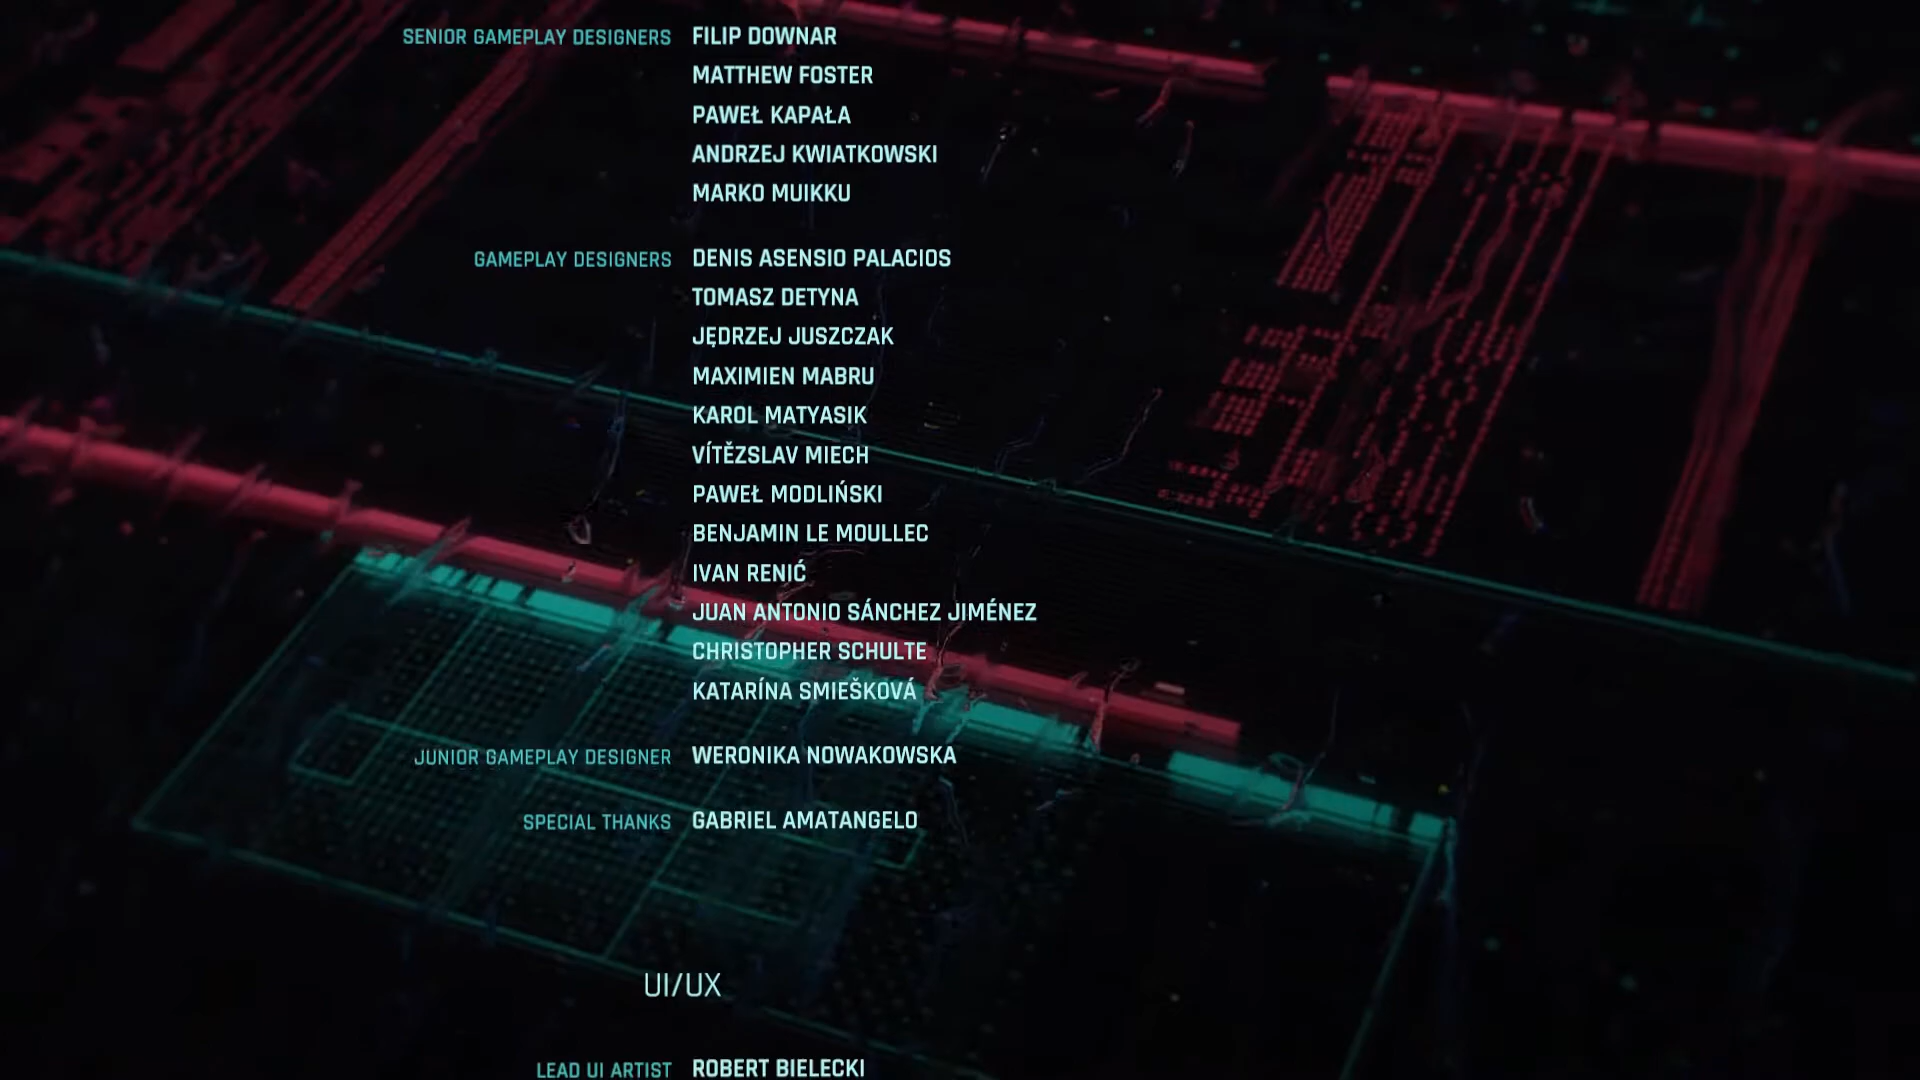 SENIOR GAMEPLAY DESIGNERS FILIP DOWNAR
MATTHEW FOSTER
PAWEŁ KAPAŁA
ANDRZEJ KWIATKOWSKI
MARKO MUIKKU
GAMEPLAY DESIGNERS DENIS ASENSIO PALACIOS
TOMASZ DETYNA
JĘDRZEJ JUSZCZAK
MAXIMIEN MABRU
KAROL MATYASIK
VÍTĚZSLAV MIECH
PAWEŁ MODLIŃSKI
BENJAMIN LE MOULLEC
IVAN RENIĆ
JUAN ANTONIO SÁNCHEZ JIMÉNEZ
CHRISTOPHER SCHULTE
KATARÍNA SMIEŠKOVÁ
JUNIOR GAMEPLAY DESIGNER WERONIKA NOWAKOWSKA
SPECIAL THANKS GABRIEL AMATANGELO
UI/UX
LEAD UI ARTIST ROBERT BIELECKI